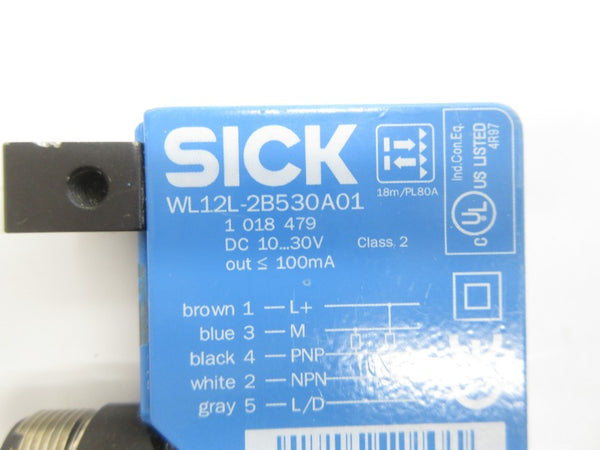 SICK
18m/PL80A
Ind.Con.Eq.
C UL US LISTED
4R97
WL12L-2B530A01
1 018 479
DC 10...30V Class. 2
out ≤ 100mA
brown 1 — L+
blue 3 — M
black 4 — PNP
white 2 — NPN
gray 5 — L/D